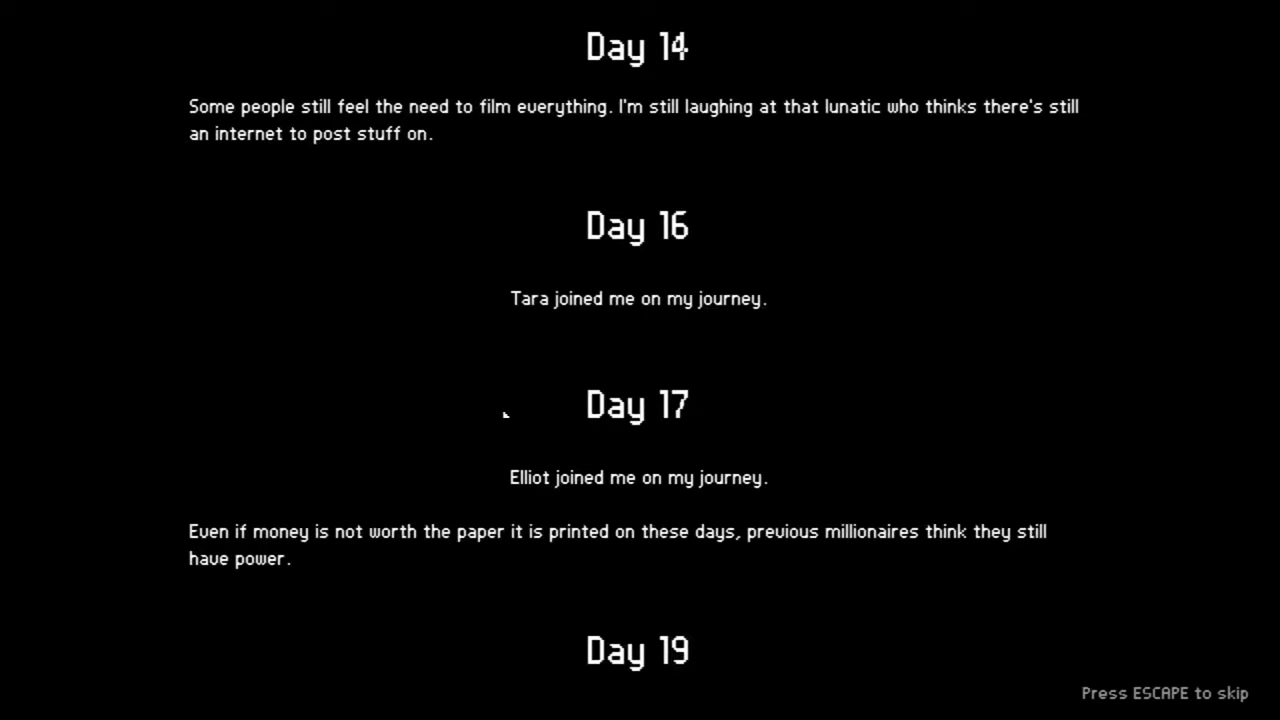 Day 14
Some people still feel the need to film everything. I'm still laughing at that lunatic who thinks there's still
an internet to post stuff on.
Day 16
Tara joined me on my journey.
Day 17
Elliot joined me on my journey.
Even if money is not worth the paper it is printed on these days, previous millionaires think they still
have power.
Day 19
Press ESCAPE to skip